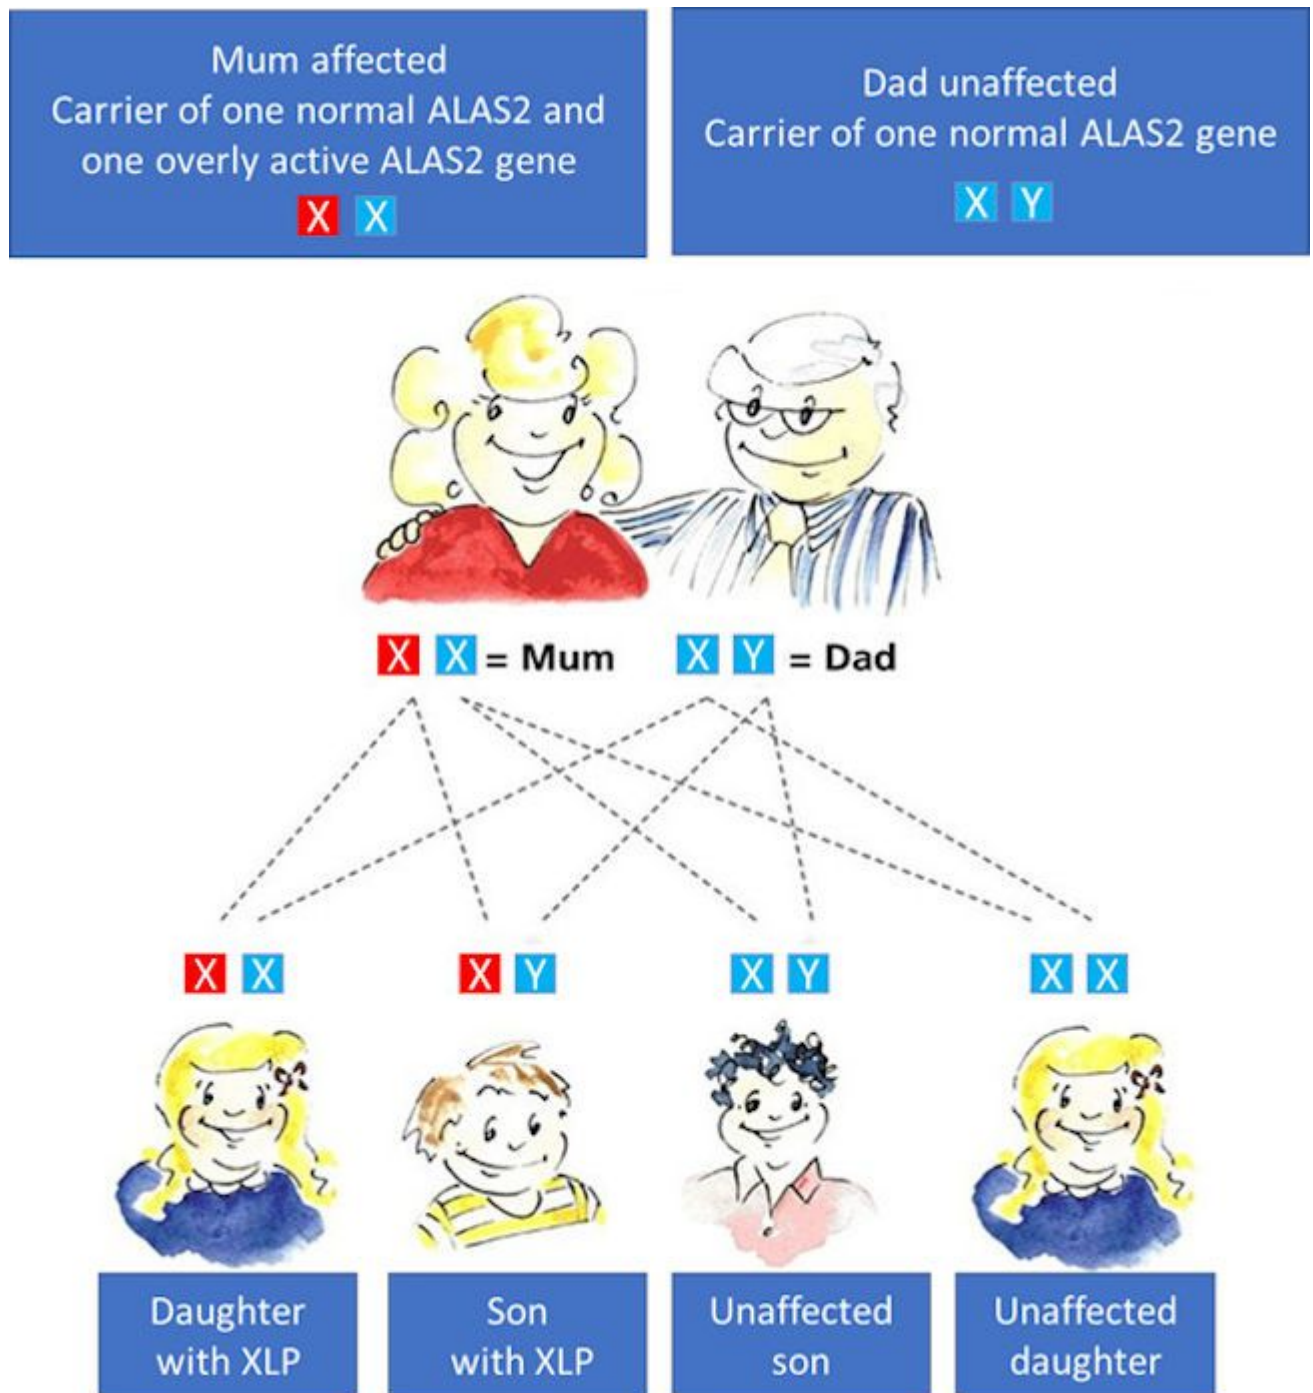 Mum affected
Carrier of one normal ALAS2 and
one overly active ALAS2 gene
X X
Dad unaffected
Carrier of one normal ALAS2 gene
X Y
X X = Mum
X Y = Dad
X X
X Y
X Y
X X
Daughter
with XLP
Son
with XLP
Unaffected
son
Unaffected
daughter